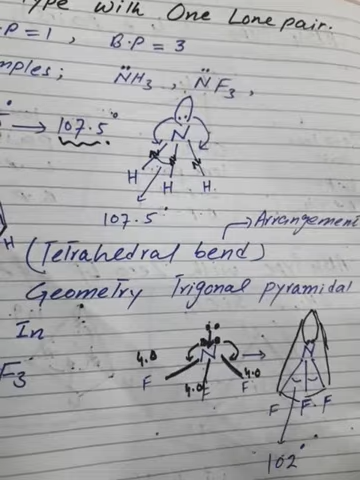 Type with One Lone pair.
.P = 1 , B.P = 3
mples; N̈H3 , N̈F3 ,
→ 107.5°
N
H H H
107.5°
→ Arrangement
H
(Tetrahedral bend)
Geometry Trigonal pyramidal
In
F3
N → N
4.0 4.0 4.0
F F F F F F
102°